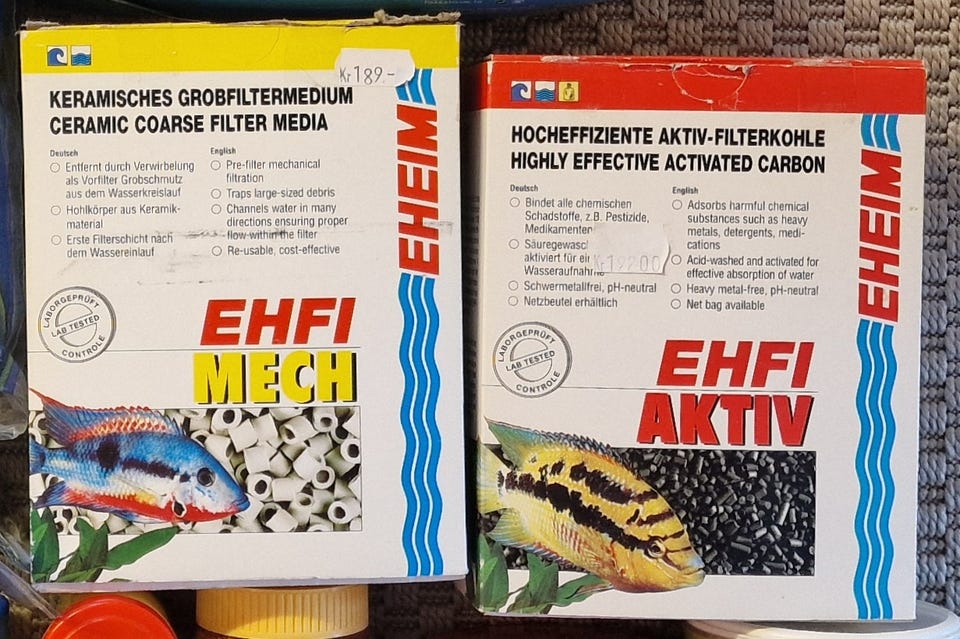 Kr 189.-
KERAMISCHES GROBFILTERMEDIUM
CERAMIC COARSE FILTER MEDIA
Deutsch
Entfernt durch Verwirbelung
als Vorfilter Grobschmutz
aus dem Wasserkreislauf
Hohlkörper aus Keramik-
material
Erste Filterschicht nach
dem Wassereinlauf
English
Pre-filter mechanical
filtration
Traps large-sized debris
Channels water in many
directions ensuring proper
flow within the filter
Re-usable, cost-effective
EHEIM
LABORGEPRÜFT
LAB TESTED
CONTROLE
EHFI
MECH
HOCHEFFIZIENTE AKTIV-FILTERKOHLE
HIGHLY EFFECTIVE ACTIVATED CARBON
Deutsch
Bindet alle chemischen
Schadstoffe, z.B. Pestizide,
Medikamenten
Säuregewasc
aktiviert für ei
Wasseraufnahme
Schwermetallfrei, pH-neutral
Netzbeutel erhältlich
Kr 192.00
English
Adsorbs harmful chemical
substances such as heavy
metals, detergents, medi-
cations
Acid-washed and activated for
effective absorption of water
Heavy metal-free, pH-neutral
Net bag available
EHEIM
LABORGEPRÜFT
LAB TESTED
CONTROLE
EHFI
AKTIV